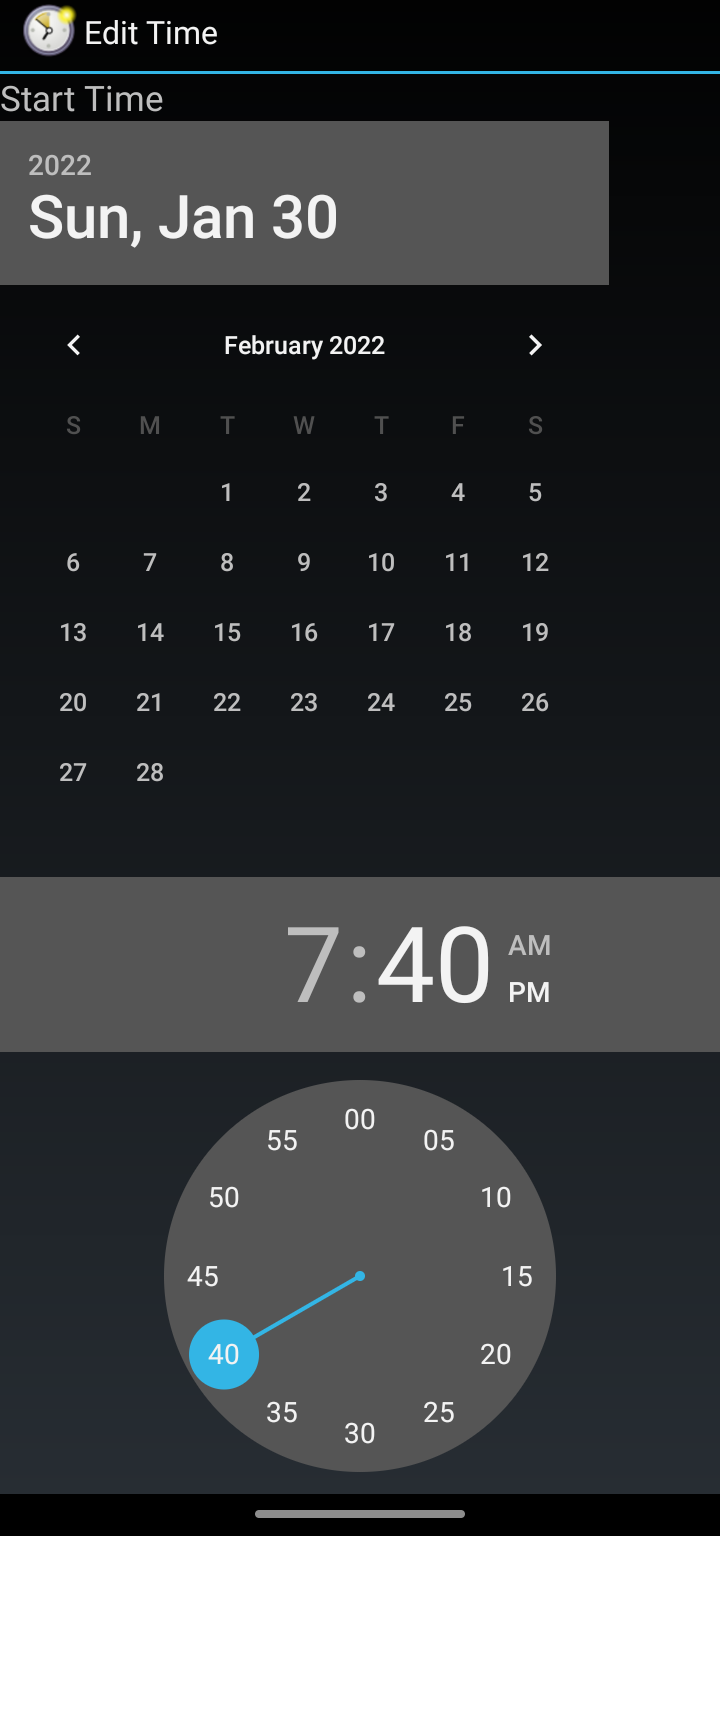 Edit Time
Start Time
2022
Sun, Jan 30
February 2022
S M T W T F S
1 2 3 4 5
6 7 8 9 10 11 12
13 14 15 16 17 18 19
20 21 22 23 24 25 26
27 28
7:40 AM
PM
00
55 05
50 10
45 15
40 20
35 25
30